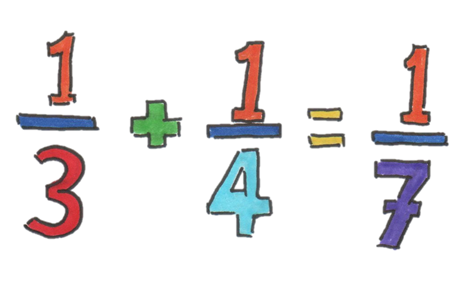 1/3 + 1/4 = 1/7